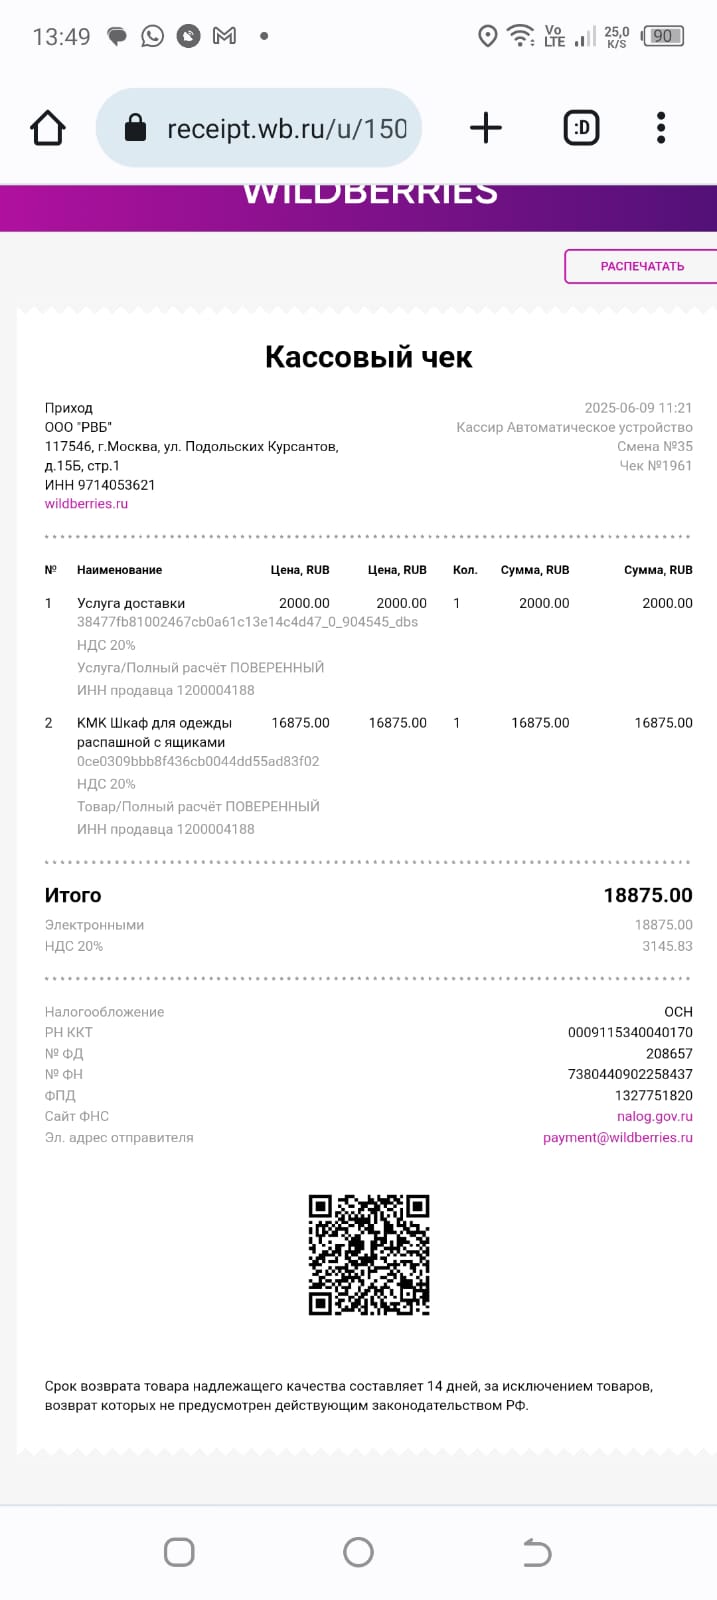 13:49 Vo LTE 25,0 K/S 90
receipt.wb.ru/u/150 :D
WILDBERRIES
РАСПЕЧАТАТЬ
Кассовый чек
Приход 2025-06-09 11:21
ООО "РВБ" Кассир Автоматическое устройство
117546, г.Москва, ул. Подольских Курсантов, Смена №35
д.15Б, стр.1 Чек №1961
ИНН 9714053621
wildberries.ru
№ Наименование Цена, RUB Цена, RUB Кол. Сумма, RUB Сумма, RUB
1 Услуга доставки 2000.00 2000.00 1 2000.00 2000.00
38477fb81002467cb0a61c13e14c4d47_0_904545_dbs
НДС 20%
Услуга/Полный расчёт ПОВЕРЕННЫЙ
ИНН продавца 1200004188
2 КМК Шкаф для одежды 16875.00 16875.00 1 16875.00 16875.00
распашной с ящиками
0ce0309bbb8f436cb0044dd55ad83f02
НДС 20%
Товар/Полный расчёт ПОВЕРЕННЫЙ
ИНН продавца 1200004188
Итого 18875.00
Электронными 18875.00
НДС 20% 3145.83
Налогообложение ОСН
РН ККТ 0009115340040170
№ ФД 208657
№ ФН 7380440902258437
ФПД 1327751820
Сайт ФНС nalog.gov.ru
Эл. адрес отправителя payment@wildberries.ru
Срок возврата товара надлежащего качества составляет 14 дней, за исключением товаров,
возврат которых не предусмотрен действующим законодательством РФ.